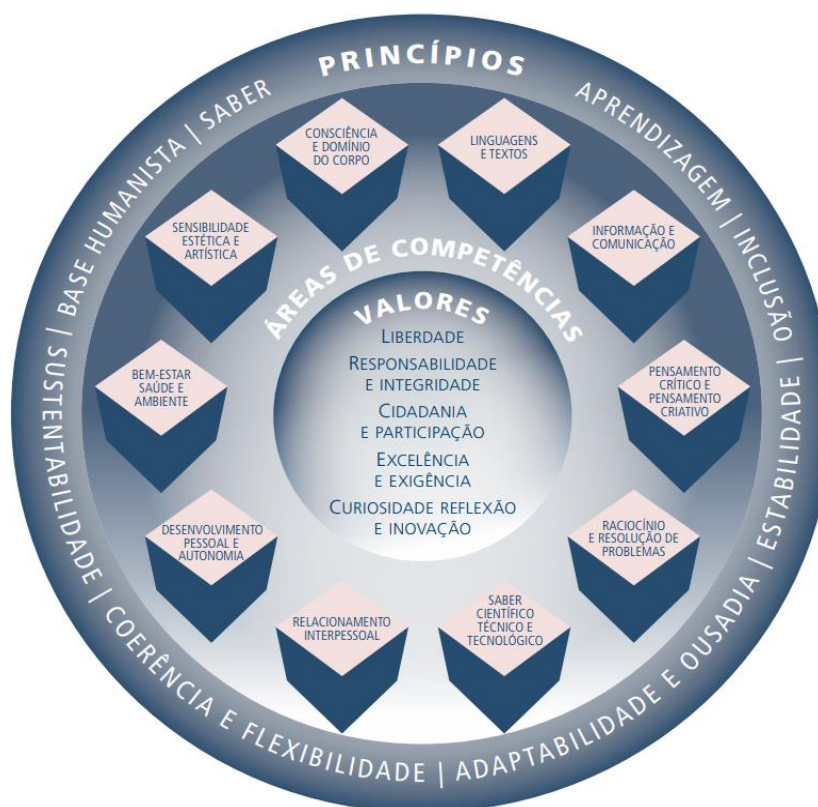 PRINCÍPIOS
APRENDIZAGEM | INCLUSÃO | ESTABILIDADE | ADAPTABILIDADE E OUSADIA | COERÊNCIA E FLEXIBILIDADE | SUSTENTABILIDADE | BASE HUMANISTA | SABER
ÁREAS DE COMPETÊNCIAS
LINGUAGENS
E TEXTOS
INFORMAÇÃO E
COMUNICAÇÃO
PENSAMENTO
CRÍTICO E
PENSAMENTO
CRIATIVO
RACIOCÍNIO
E RESOLUÇÃO DE
PROBLEMAS
SABER
CIENTÍFICO
TÉCNICO E
TECNOLÓGICO
RELACIONAMENTO
INTERPESSOAL
DESENVOLVIMENTO
PESSOAL E
AUTONOMIA
BEM-ESTAR
SAÚDE E
AMBIENTE
SENSIBILIDADE
ESTÉTICA E
ARTÍSTICA
CONSCIÊNCIA
E DOMÍNIO
DO CORPO
VALORES
LIBERDADE
RESPONSABILIDADE
E INTEGRIDADE
CIDADANIA
E PARTICIPAÇÃO
EXCELÊNCIA
E EXIGÊNCIA
CURIOSIDADE REFLEXÃO
E INOVAÇÃO